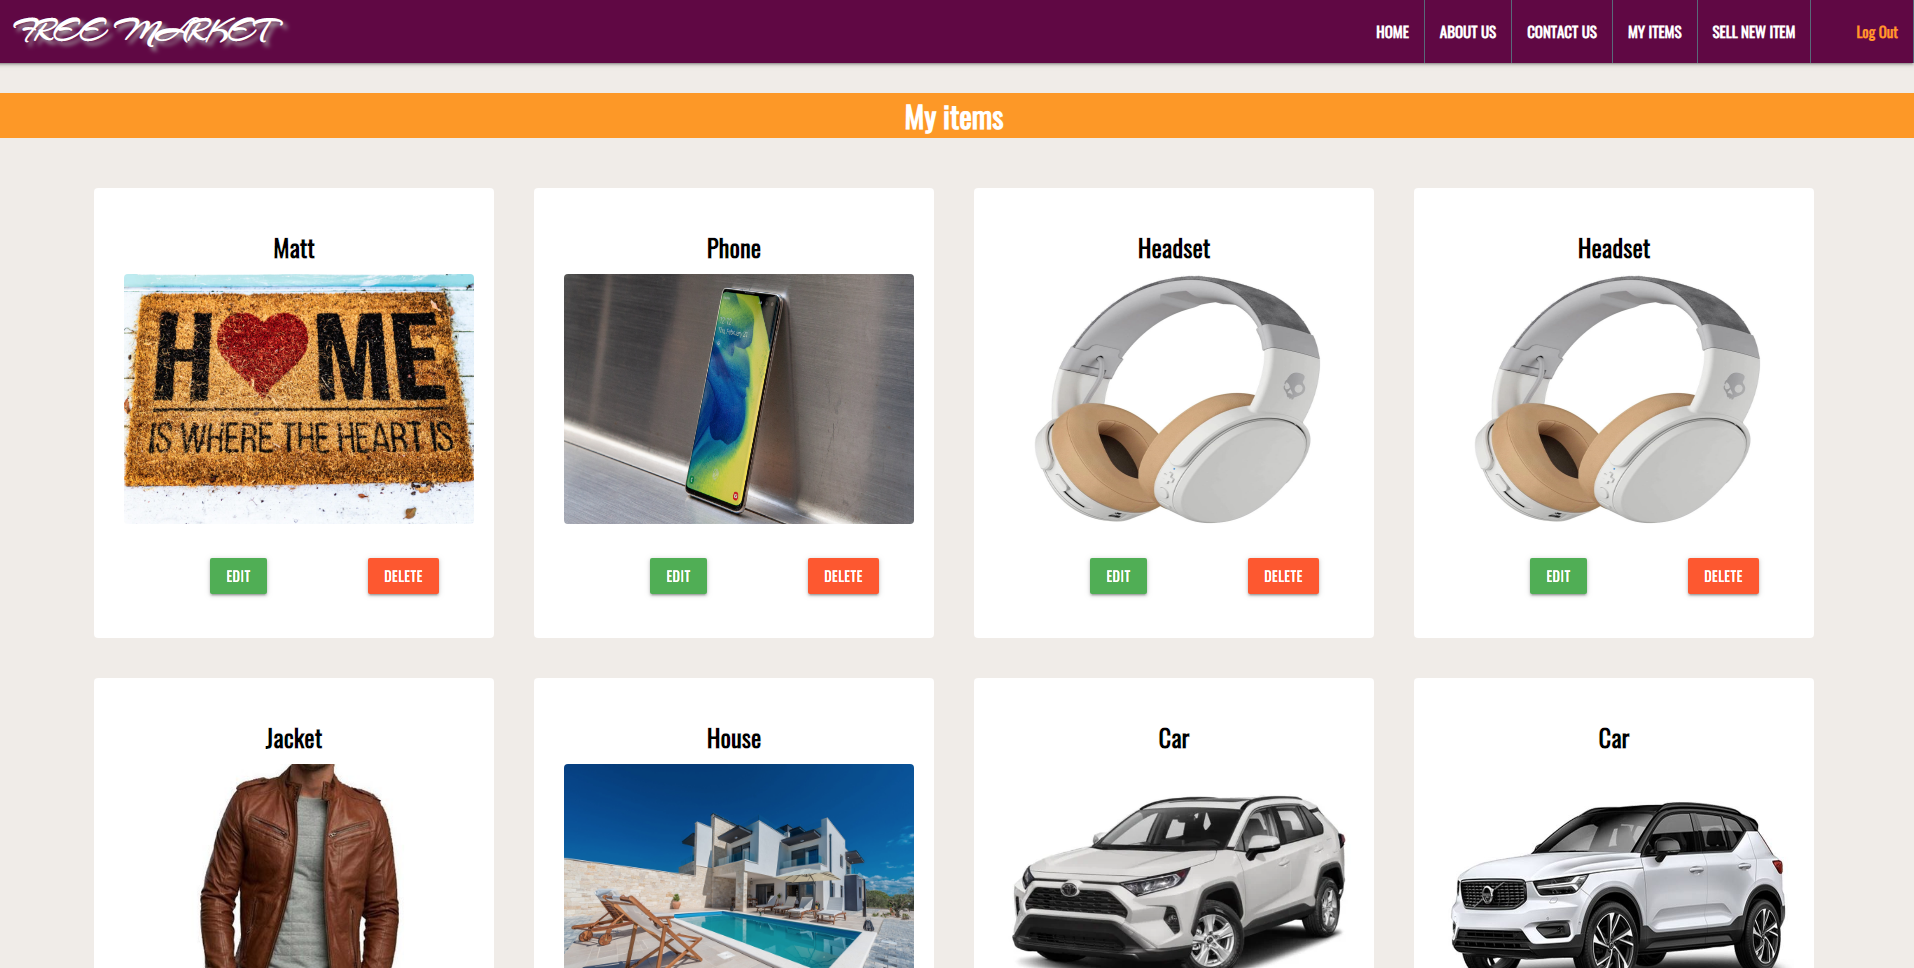 FREE MARKET
HOME ABOUT US CONTACT US MY ITEMS SELL NEW ITEM Log Out
My items
Matt Phone Headset Headset
H ME
IS WHERE THE HEART IS
EDIT DELETE EDIT DELETE EDIT DELETE EDIT DELETE
Jacket House Car Car